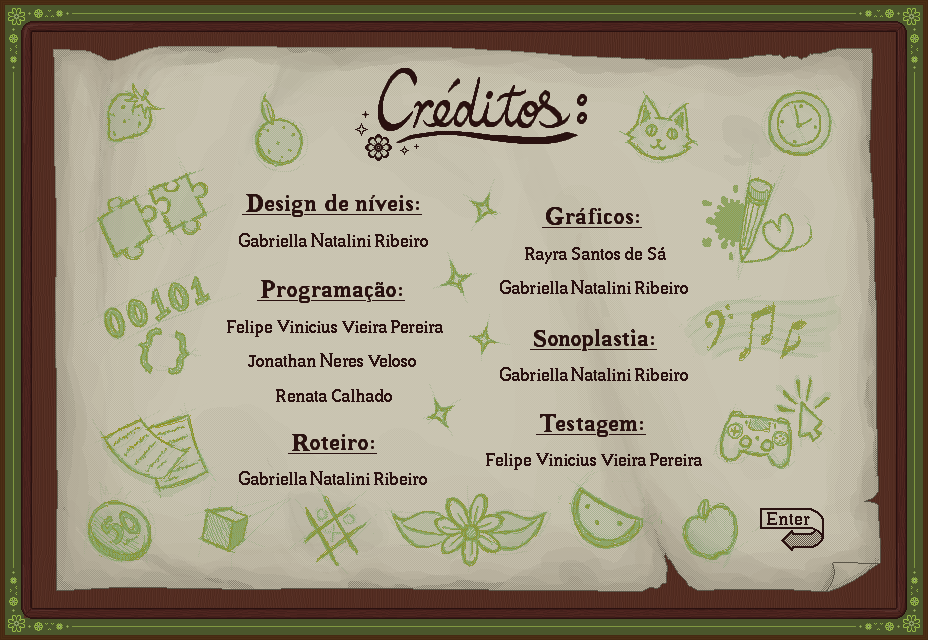 Créditos:
Design de níveis:
Gabriella Natalini Ribeiro
Programação:
Felipe Vinicius Vieira Pereira
Jonathan Neres Veloso
Renata Calhado
Roteiro:
Gabriella Natalini Ribeiro
Gráficos:
Rayra Santos de Sá
Gabriella Natalini Ribeiro
Sonoplastia:
Gabriella Natalini Ribeiro
Testagem:
Felipe Vinicius Vieira Pereira
00101
{}
50
Enter